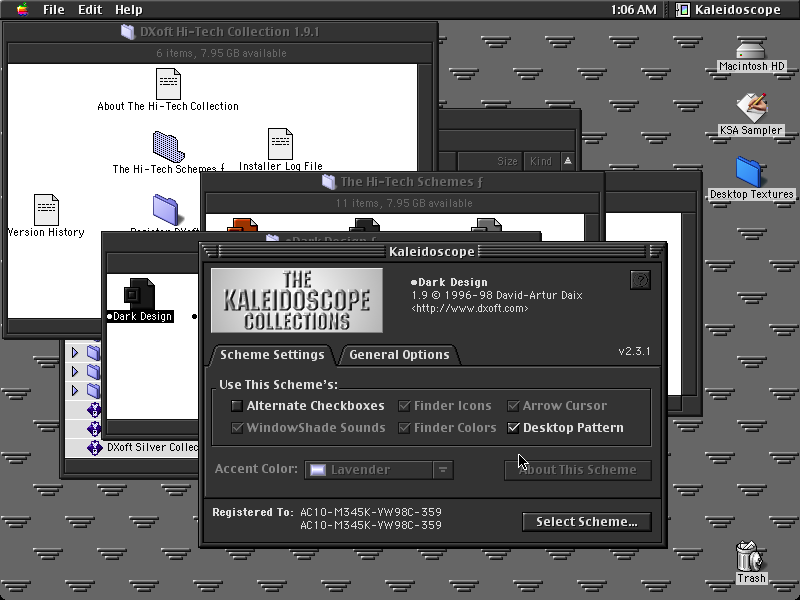 File Edit Help
1:06 AM
Kaleidoscope
DXoft Hi-Tech Collection 1.9.1
6 items, 7.95 GB available
About The Hi-Tech Collection
The Hi-Tech Schemes ƒ
Installer Log File
Version History
Register DXoft
Size Kind
Macintosh HD
KSA Sampler
Desktop Textures
The Hi-Tech Schemes ƒ
11 items, 7.95 GB available
•Dark Design ƒ
•Dark Design
DXoft Silver Collec
Kaleidoscope
THE
KALEIDOSCOPE
COLLECTIONS
•Dark Design
1.9 © 1996-98 David-Artur Daix
<http://www.dxoft.com>
?
v2.3.1
Scheme Settings
General Options
Use This Scheme's:
Alternate Checkboxes
Finder Icons
Arrow Cursor
WindowShade Sounds
Finder Colors
Desktop Pattern
Accent Color:
Lavender
About This Scheme
Registered To: AC10-M345K-YW98C-359
AC10-M345K-YW98C-359
Select Scheme...
Trash